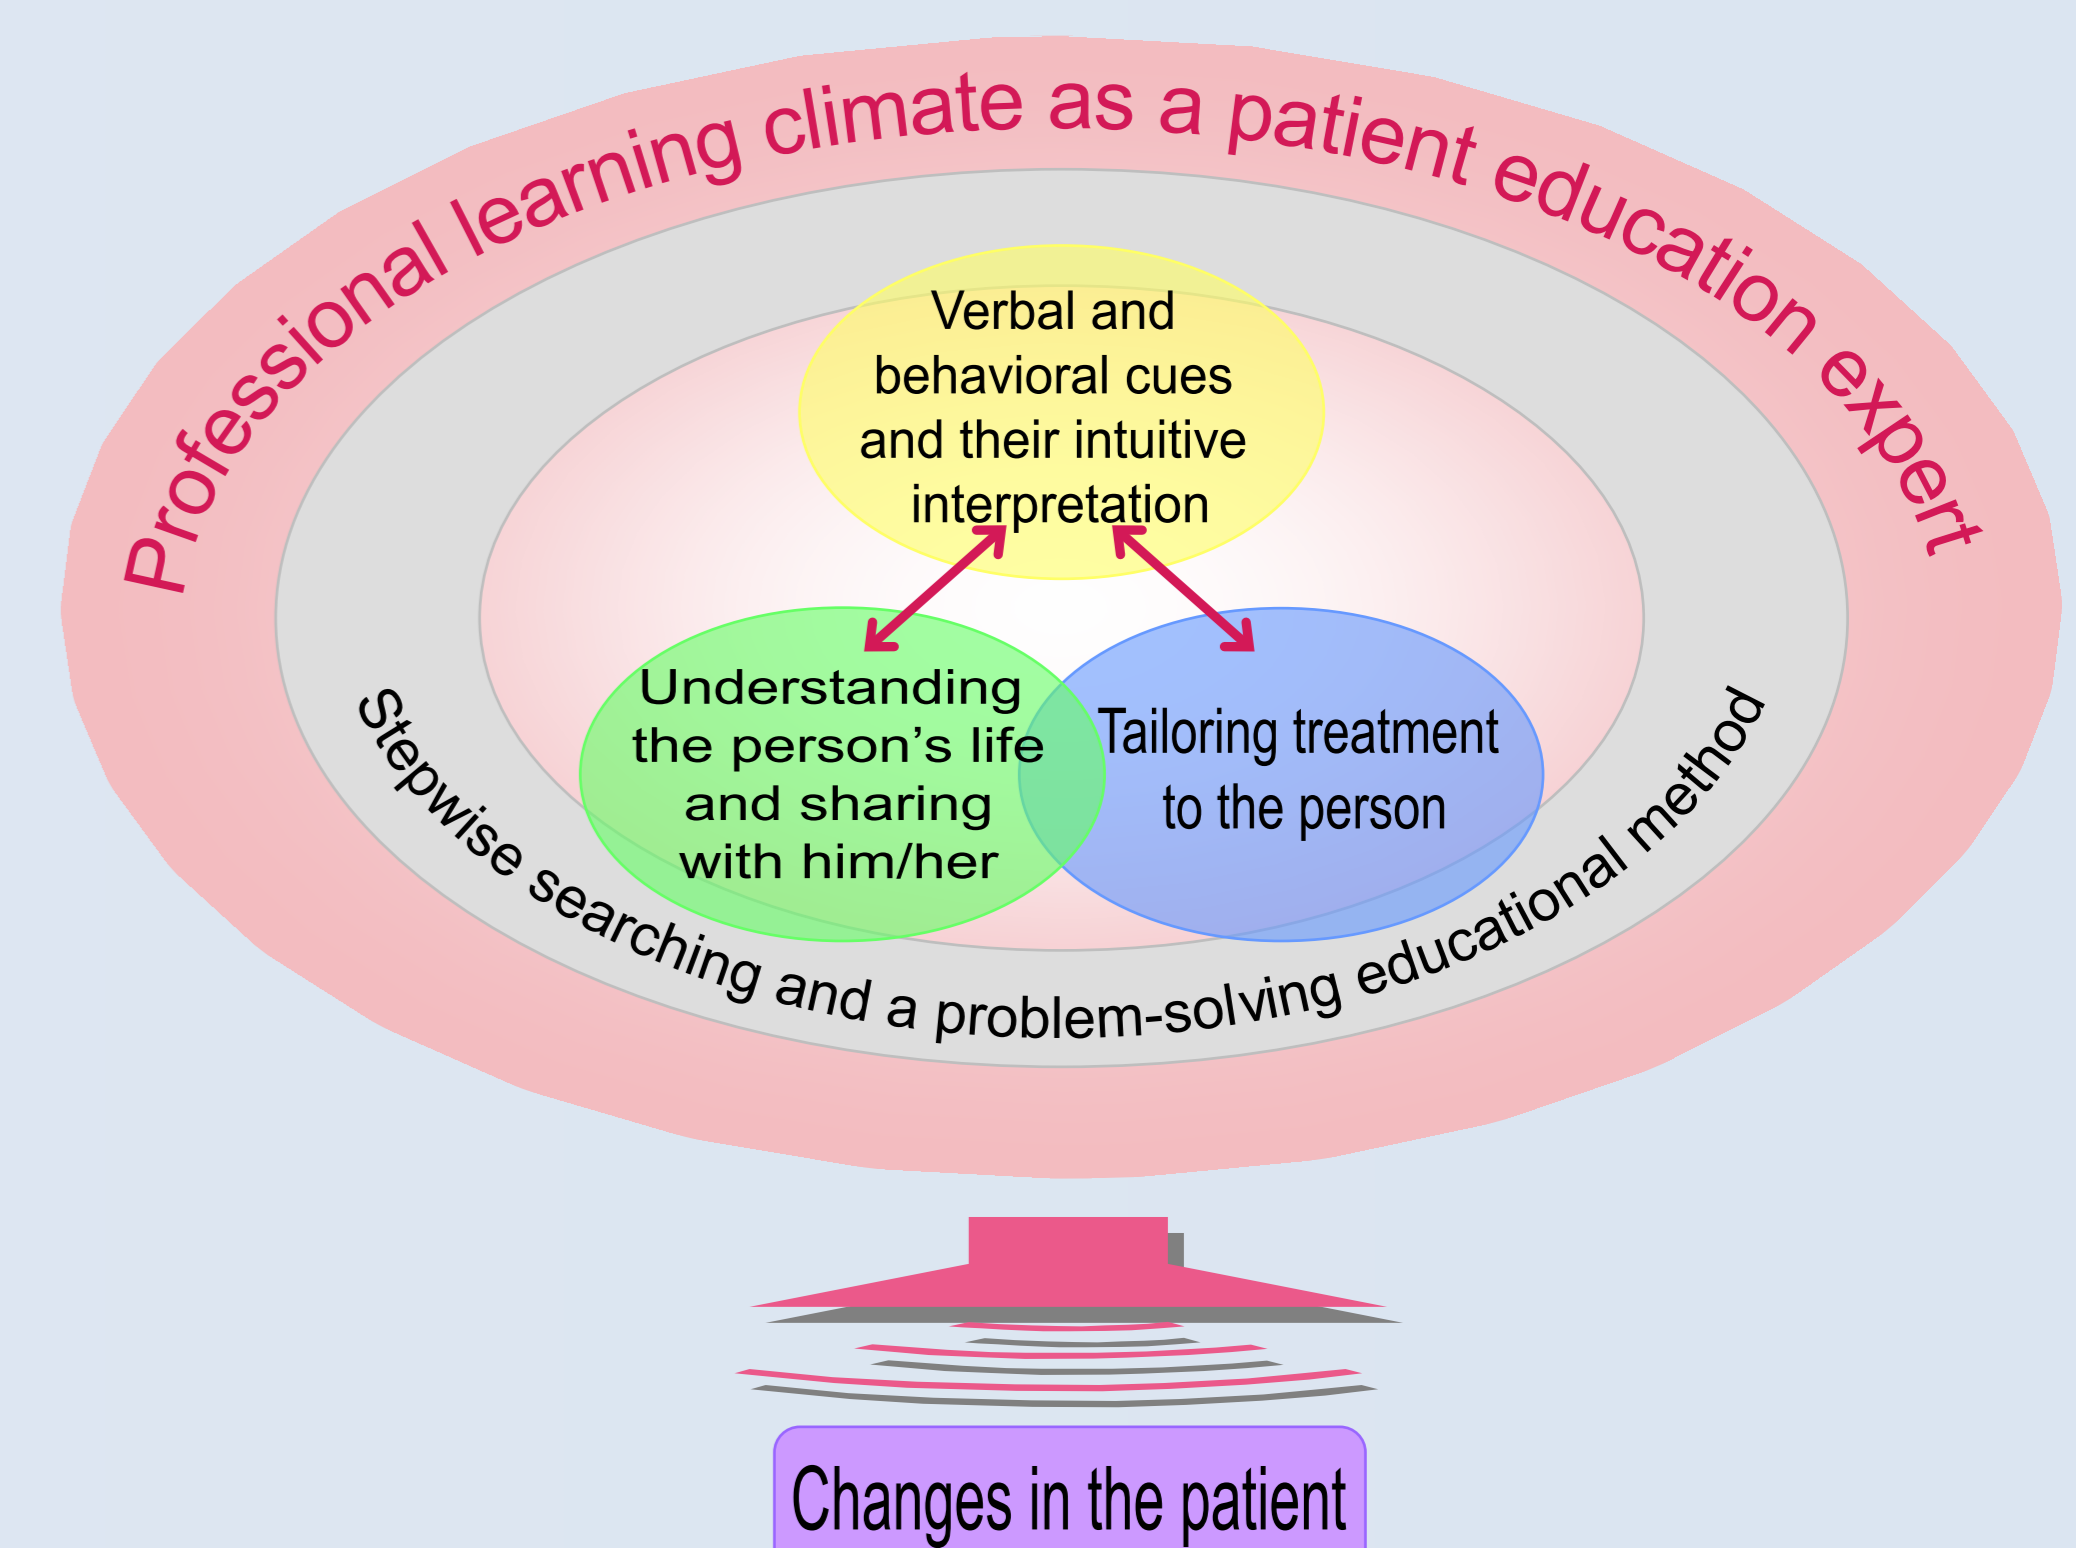 Professional learning climate as a patient education expert
Verbal and
behavioral cues
and their intuitive
interpretation
Understanding
the person’s life
and sharing
with him/her
Tailoring treatment
to the person
Stepwise searching and a problem-solving educational method
Changes in the patient